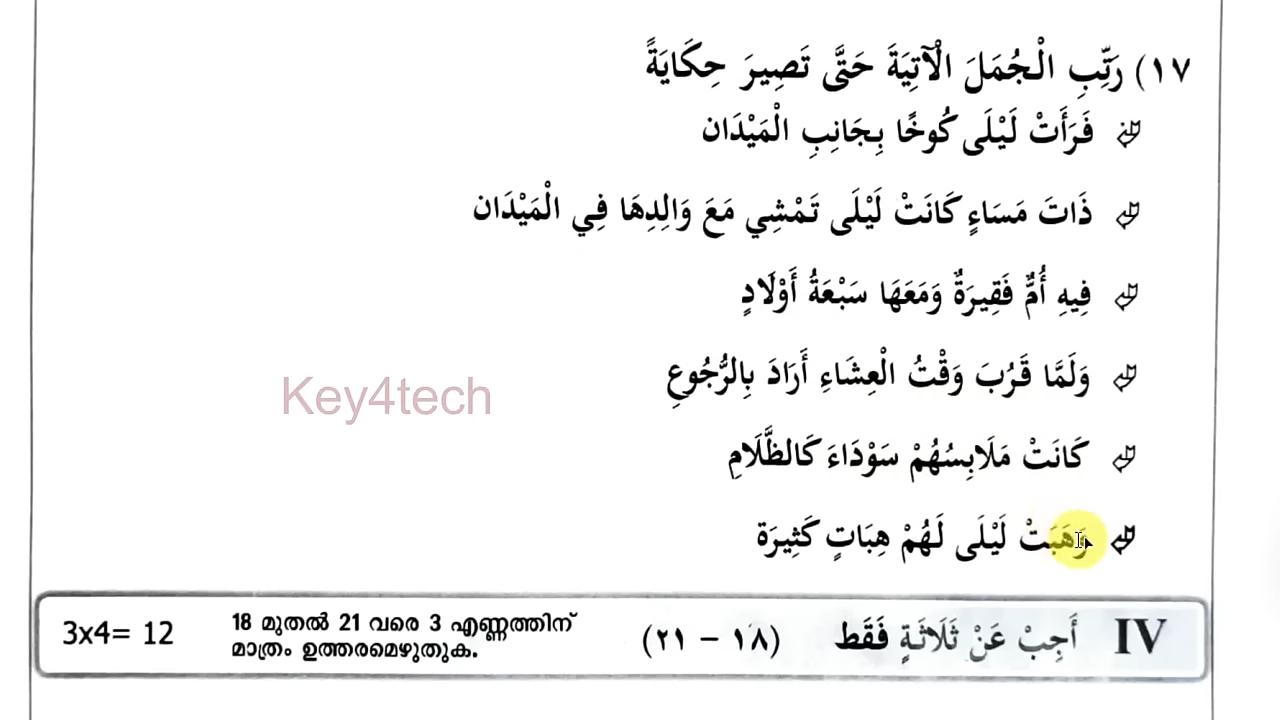 ١٧) رَتِّبِ الْجُمَلَ الْآتِيَةَ حَتَّى تَصِيرَ حِكَايَةً
فَرَأَتْ لَيْلَى كُوخًا بِجَانِبِ الْمَيْدَان
ذَاتَ مَسَاءٍ كَانَتْ لَيْلَى تَمْشِي مَعَ وَالِدِهَا فِي الْمَيْدَان
فِيهِ أُمٌّ فَقِيرَةٌ وَمَعَهَا سَبْعَةُ أَوْلَادٍ
وَلَمَّا قَرُبَ وَقْتُ الْعِشَاءِ أَرَادَ بِالرُّجُوعِ
Key4tech
كَانَتْ مَلَابِسُهُمْ سَوْدَاءَ كَالظَّلَامِ
وَهَبَتْ لَيْلَى لَهُمْ هِبَاتٍ كَثِيرَة
IV أَجِبْ عَنْ ثَلَاثَةٍ فَقَط (١٨ – ٢١)
18 മുതൽ 21 വരെ 3 എണ്ണത്തിന്
മാത്രം ഉത്തരമെഴുതുക.
3x4= 12